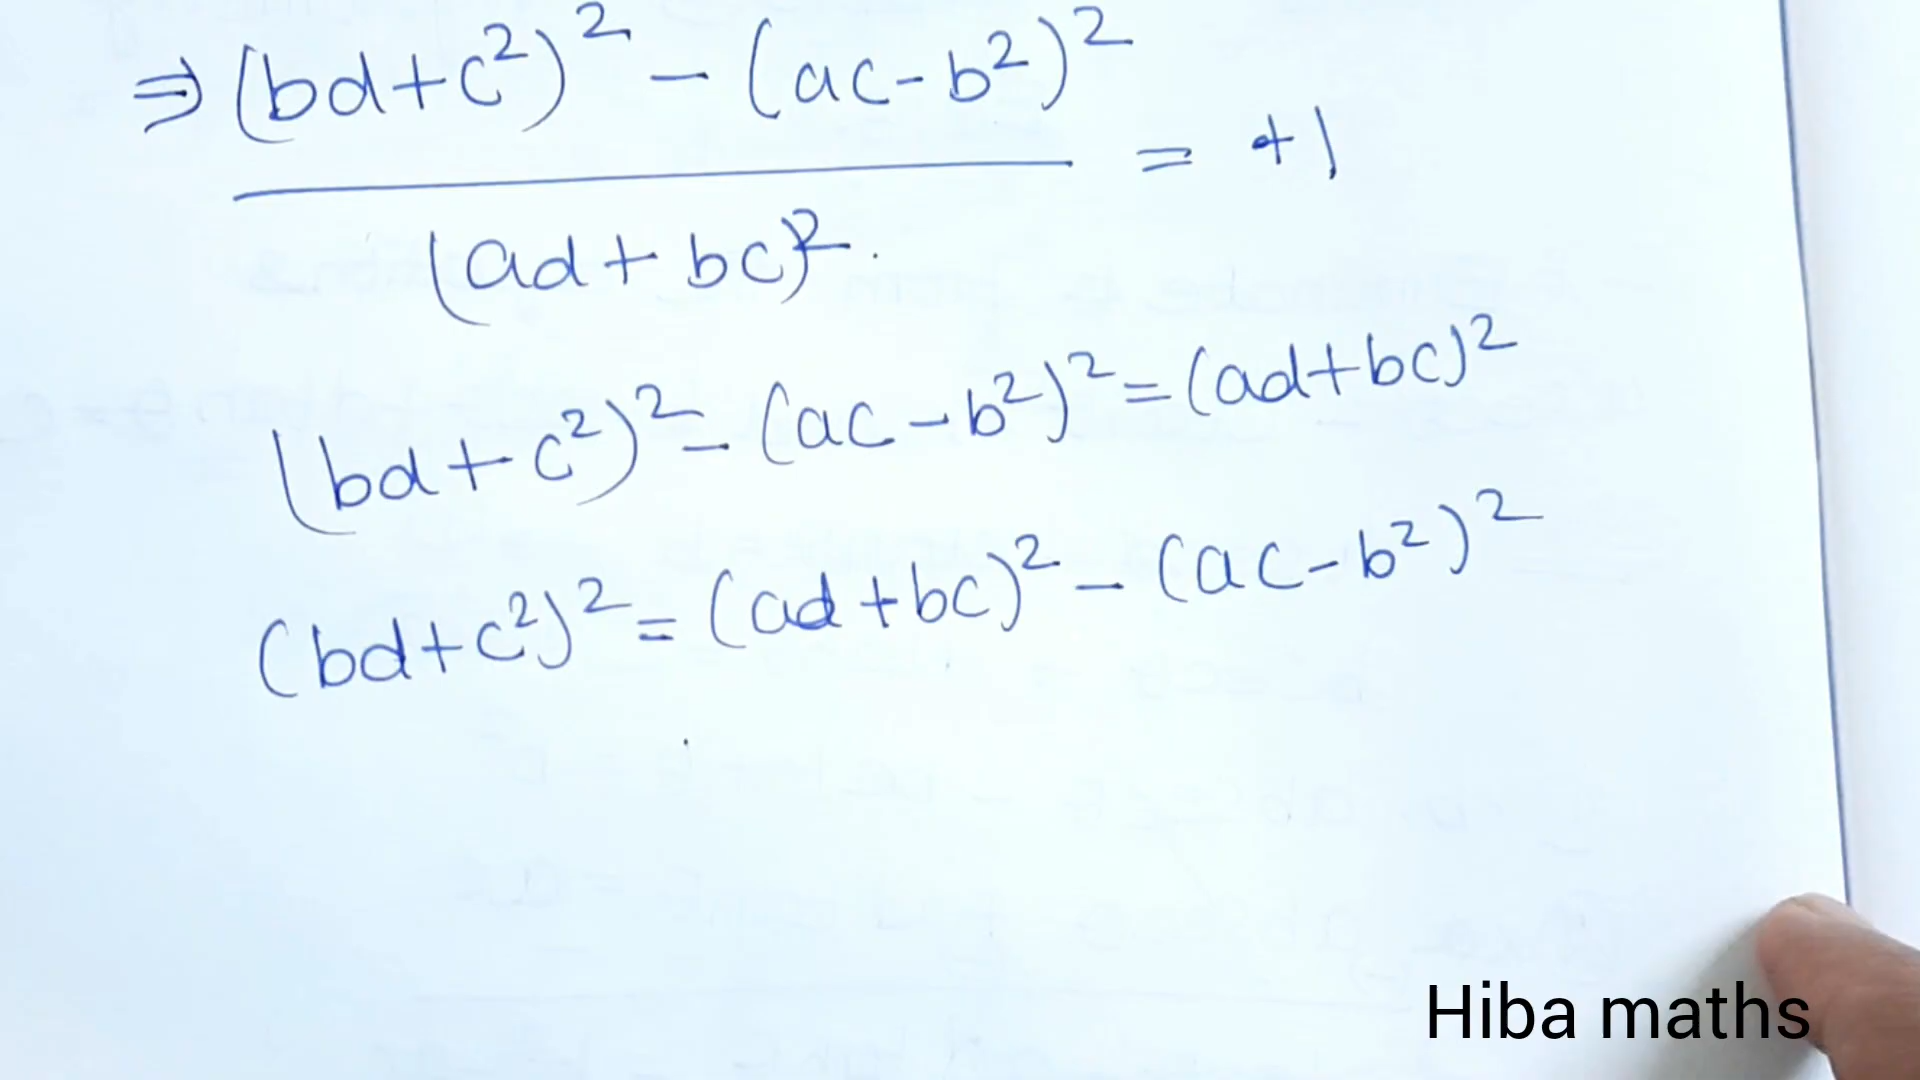 ⇒ (bd+c²)² − (ac−b²)²
= +1
(ad+bc)².
(bd+c²)² − (ac−b²)² = (ad+bc)²
(bd+c²)² = (ad+bc)² − (ac−b²)²
Hiba maths